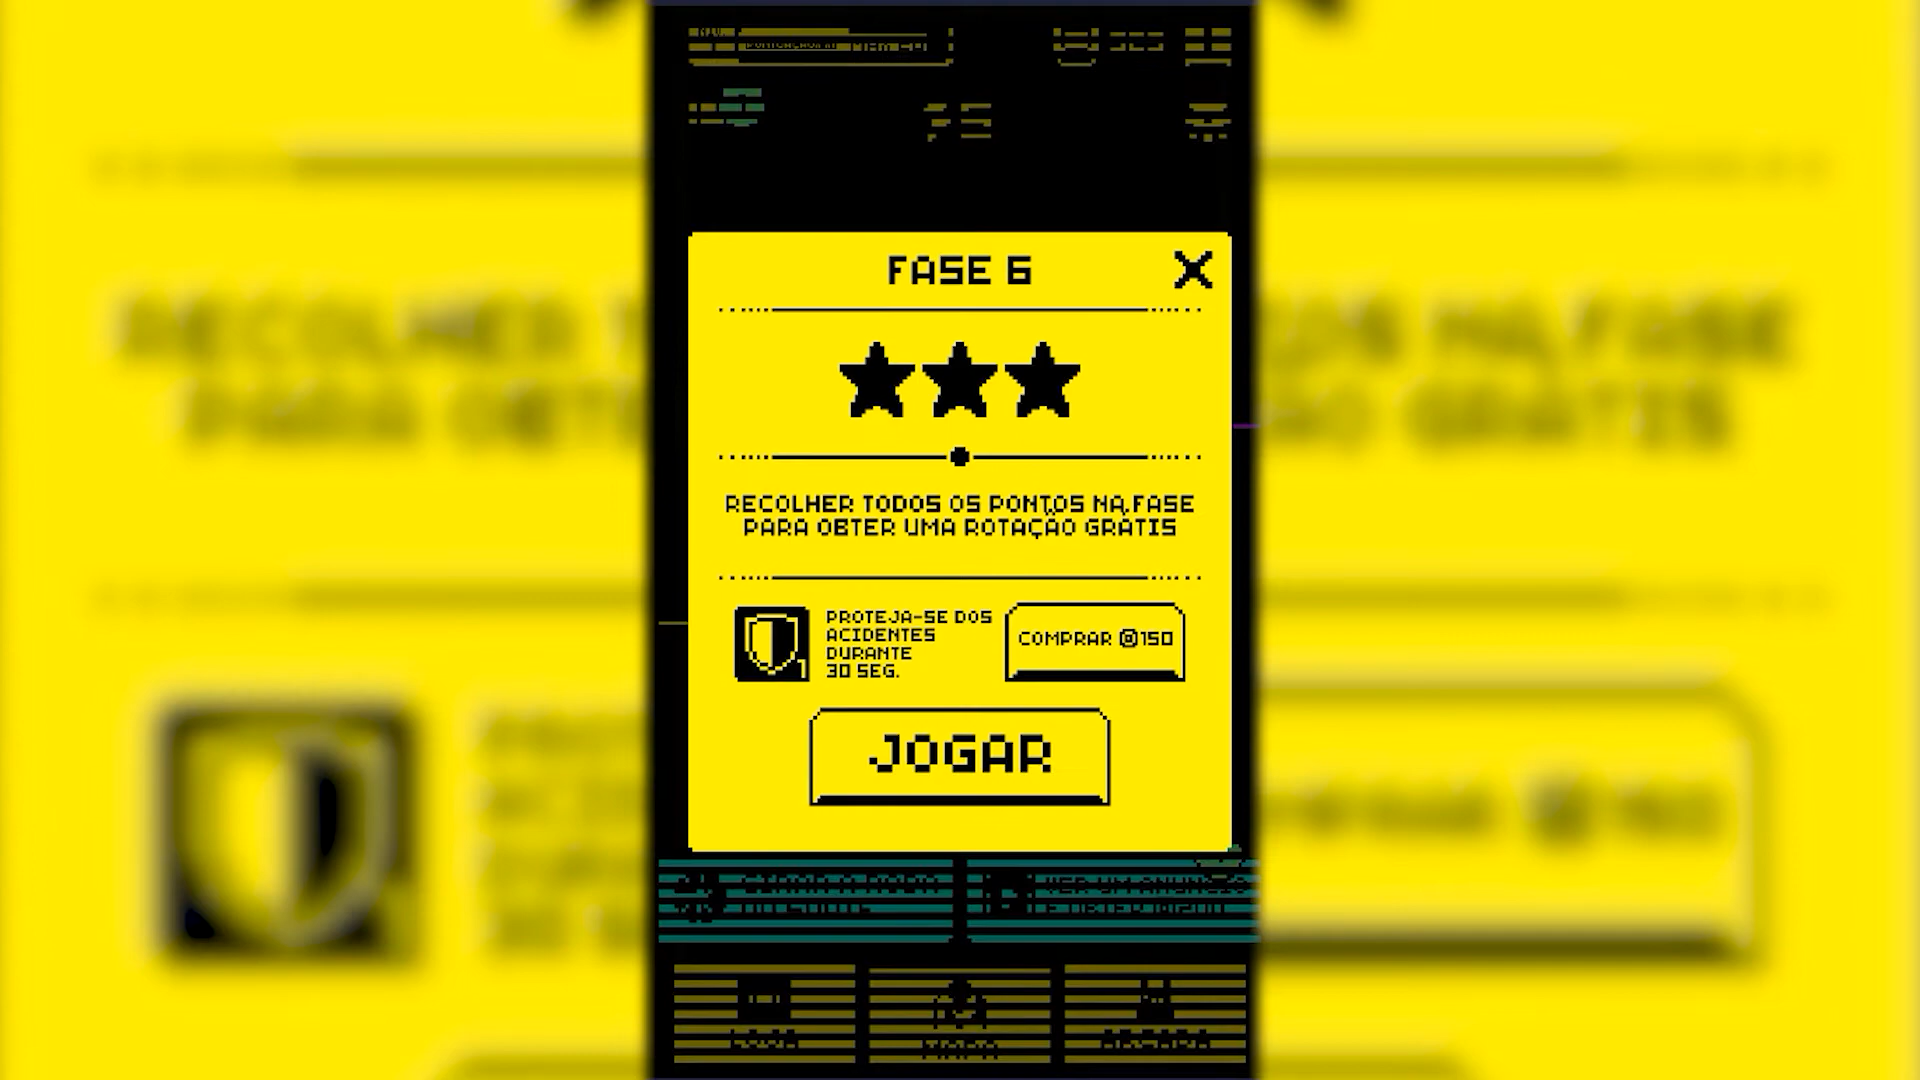 FASE 6
RECOLHER TODOS OS PONTOS NA FASE
PARA OBTER UMA ROTAÇÃO GRÁTIS
PROTEJA-SE DOS
ACIDENTES
DURANTE
30 SEG.
COMPRAR @150
JOGAR